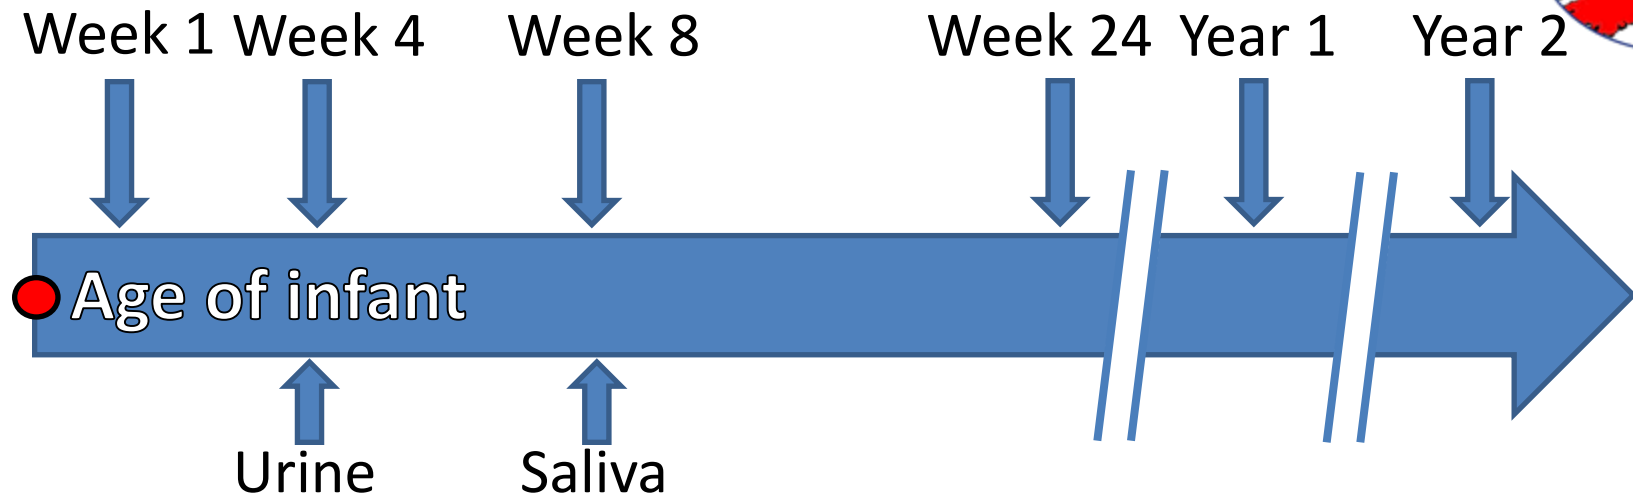 Week 1 Week 4 Week 8 Week 24 Year 1 Year 2
Age of infant
Urine Saliva